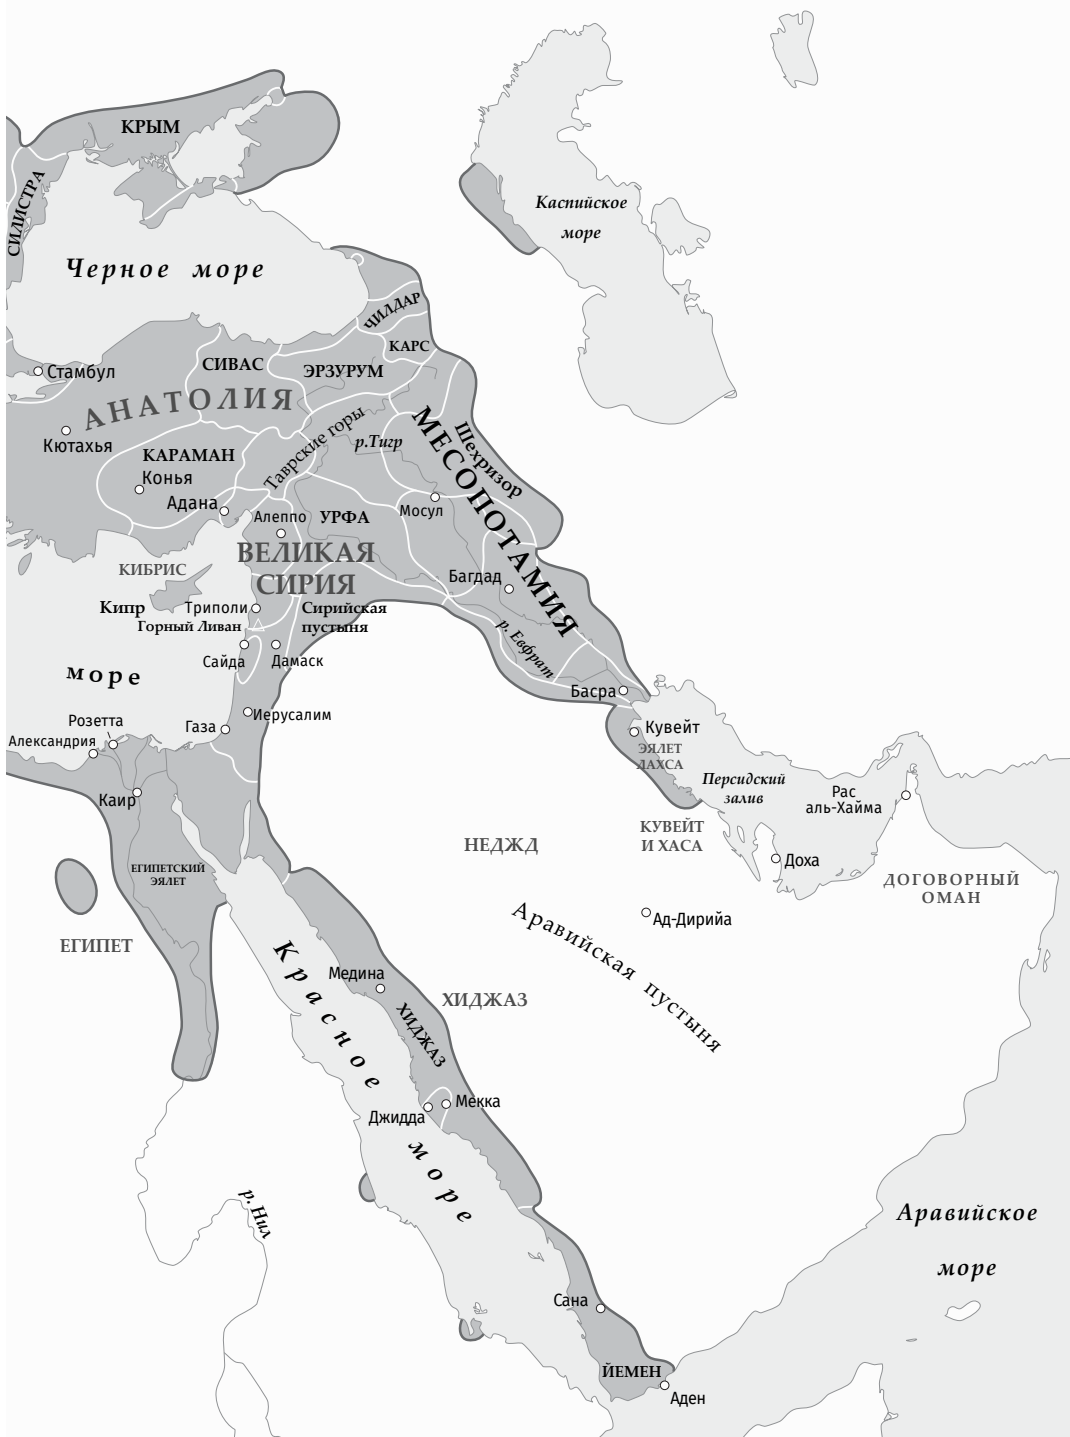 КРЫМ
СИЛИСТРА
Каспийское
море
Черное море
ЧИЛДАР
КАРС
СИВАС
ЭРЗУРУМ
Стамбул
АНАТОЛИЯ
Кютахья
Таврские горы
р.Тигр
МЕСОПОТАМИЯ
Шехризор
КАРАМАН
Конья
Адана
Алеппо
УРФА
Мосул
ВЕЛИКАЯ
СИРИЯ
КИБРИС
Багдад
Кипр
Триполи
Горный Ливан
Сирийская
пустыня
р. Евфрат
Сайда
Дамаск
море
Басра
Розетта
Александрия
Газа
Иерусалим
Кувейт
ЭЯЛЕТ
ЛАХСА
Персидский
залив
Рас
аль-Хайма
Каир
КУВЕЙТ
И ХАСА
НЕДЖД
Доха
ЕГИПЕТСКИЙ
ЭЯЛЕТ
ДОГОВОРНЫЙ
ОМАН
Ад-Дирийа
Аравийская пустыня
ЕГИПЕТ
Красное море
Медина
ХИДЖАЗ
ХИДЖАЗ
Мекка
Джидда
р. Нил
Аравийское
море
Сана
ЙЕМЕН
Аден